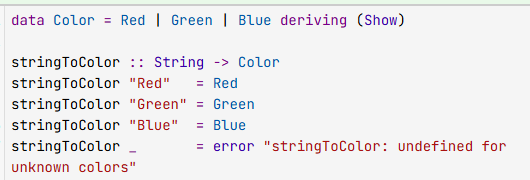 data Color = Red | Green | Blue deriving (Show)

stringToColor :: String -> Color
stringToColor "Red"   = Red
stringToColor "Green" = Green
stringToColor "Blue"  = Blue
stringToColor _       = error "stringToColor: undefined for
unknown colors"